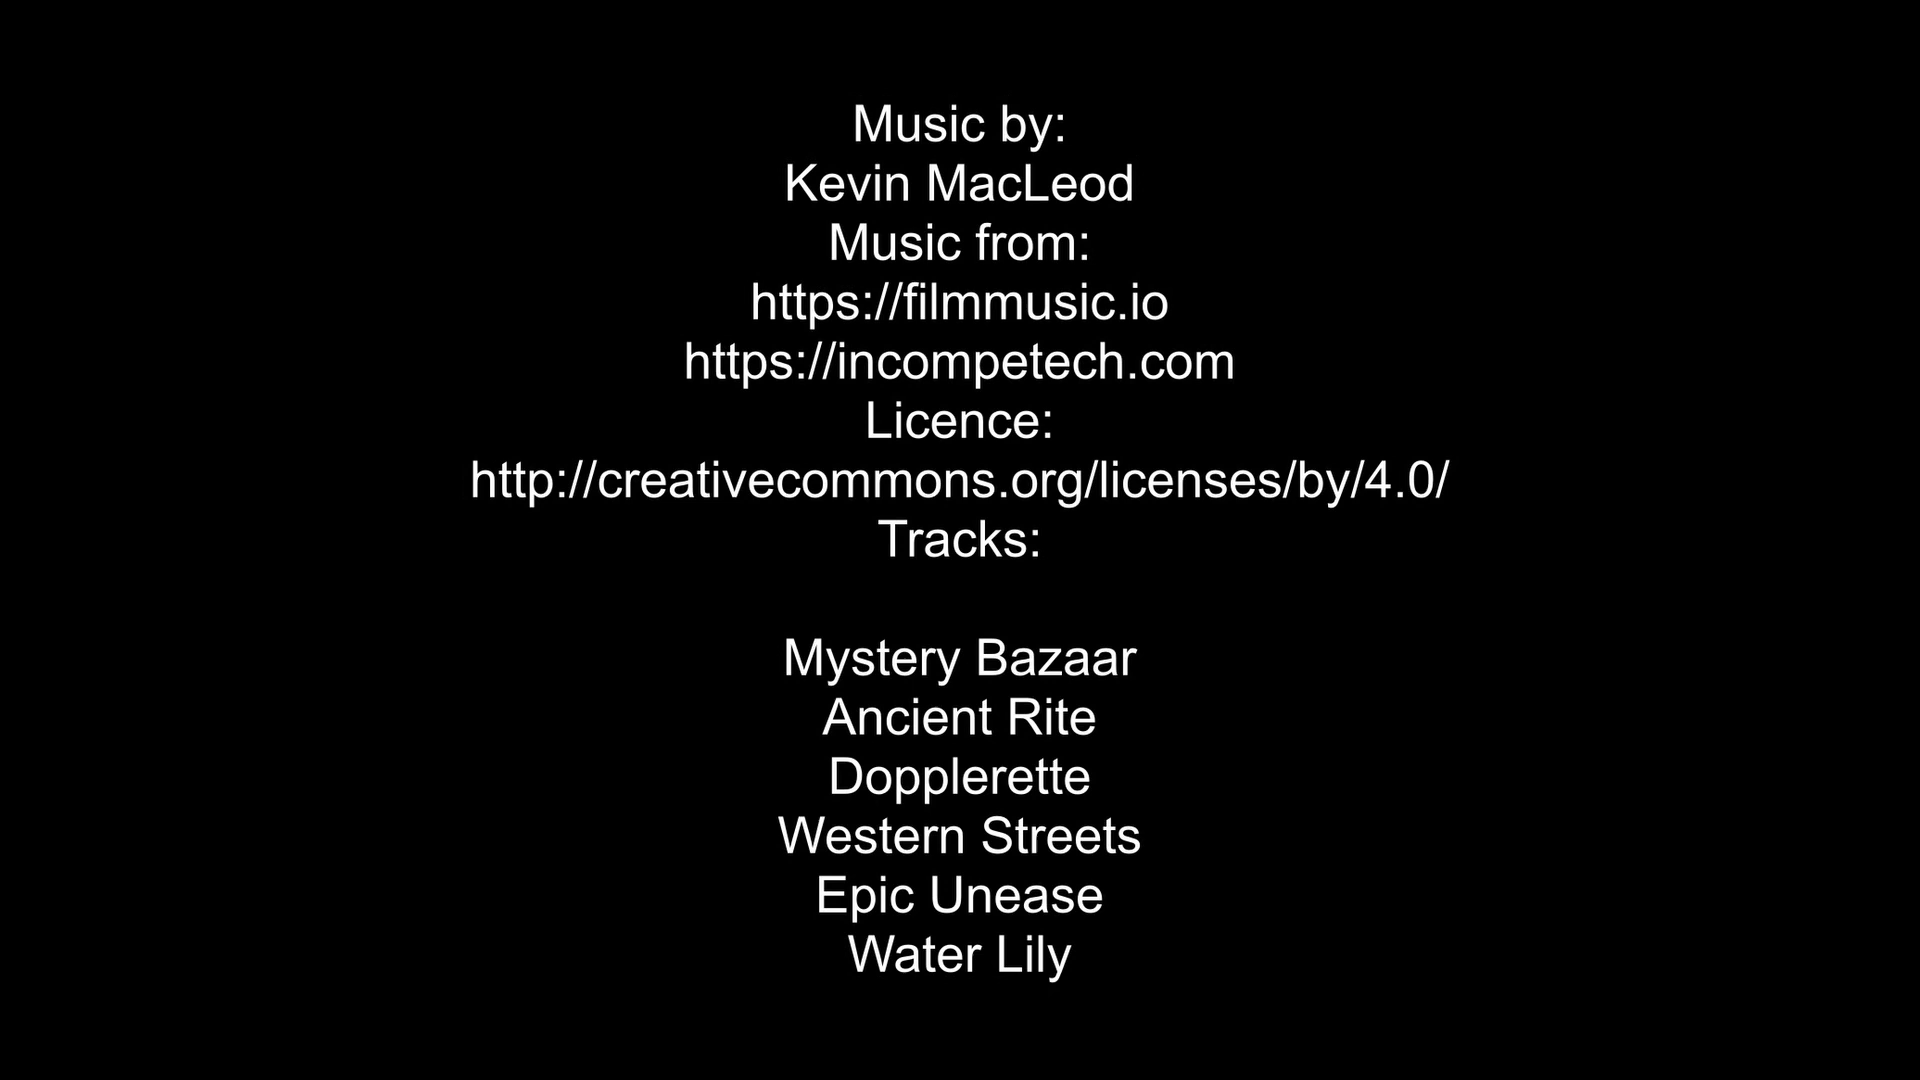 Music by:
Kevin MacLeod
Music from:
https://filmmusic.io
https://incompetech.com
Licence:
http://creativecommons.org/licenses/by/4.0/
Tracks:
Mystery Bazaar
Ancient Rite
Dopplerette
Western Streets
Epic Unease
Water Lily